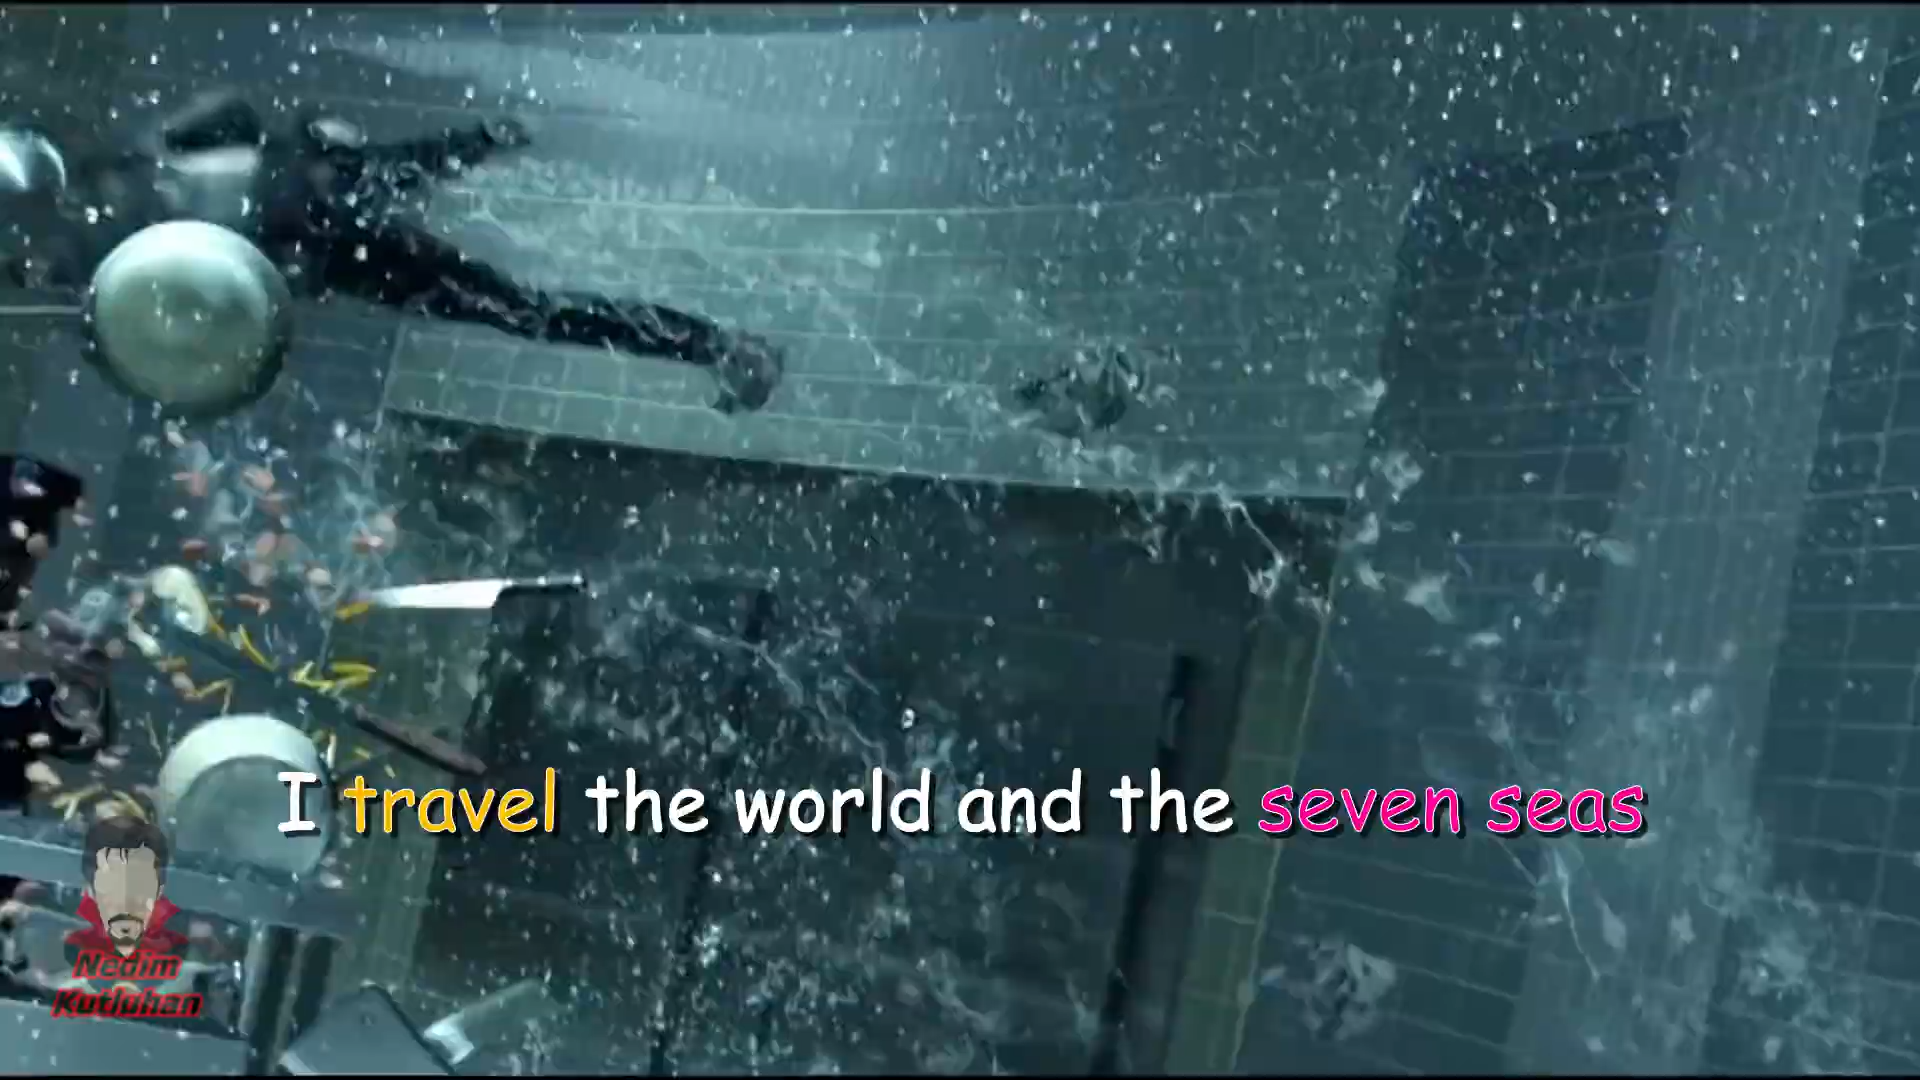 I travel the world and the seven seas
Nedim
Kutluhan